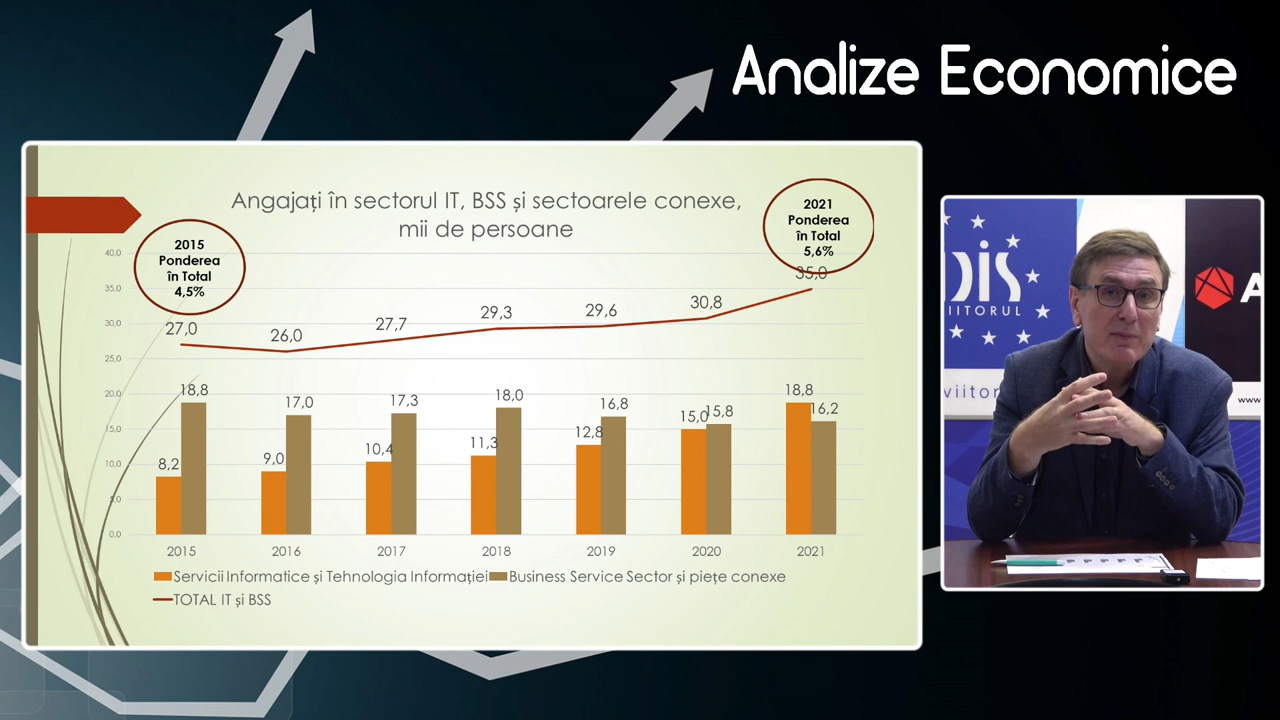 Analize Economice
Angajați în sectorul IT, BSS și sectoarele conexe,
mii de persoane
2015
Ponderea
în Total
4,5%
2021
Ponderea
în Total
5,6%
40,0
35,0
30,0
25,0
20,0
15,0
10,0
5,0
0,0
27,0
26,0
27,7
29,3
29,6
30,8
35,0
8,2
18,8
9,0
17,0
10,4
17,3
11,3
18,0
12,8
16,8
15,0
15,8
18,8
16,2
2015
2016
2017
2018
2019
2020
2021
Servicii Informatice și Tehnologia Informației
Business Service Sector și piețe conexe
TOTAL IT și BSS
DIS
VIITORUL
viitor
A
www